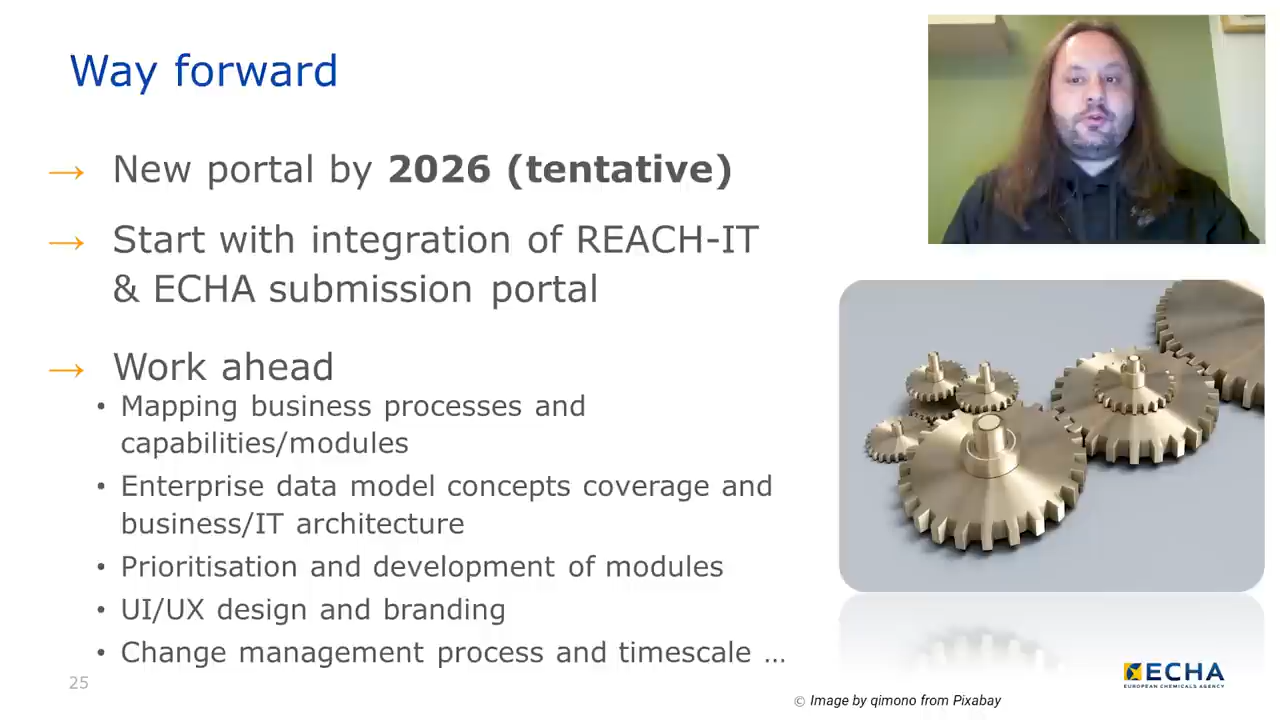 Way forward
→ New portal by 2026 (tentative)
→ Start with integration of REACH-IT
& ECHA submission portal
→ Work ahead
• Mapping business processes and
capabilities/modules
• Enterprise data model concepts coverage and
business/IT architecture
• Prioritisation and development of modules
• UI/UX design and branding
• Change management process and timescale ...
25
© Image by qimono from Pixabay
ECHA
EUROPEAN CHEMICALS AGENCY